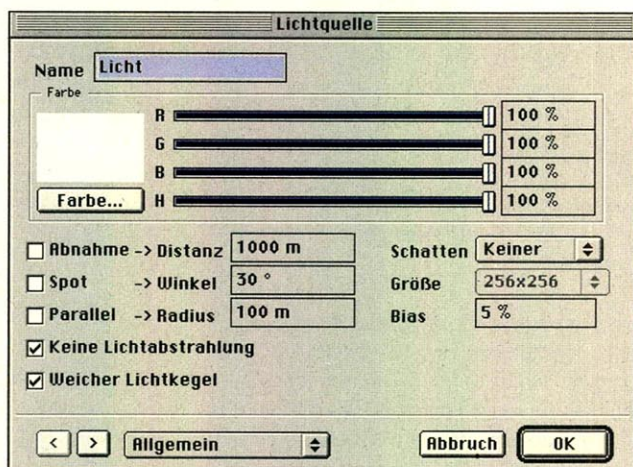 Lichtquelle
Name Licht
Farbe
R 100 %
G 100 %
B 100 %
Farbe... H 100 %
Abnahme -> Distanz 1000 m Schatten Keiner
Spot -> Winkel 30 ° Größe 256x256
Parallel -> Radius 100 m Bias 5 %
Keine Lichtabstrahlung
Weicher Lichtkegel
< > Allgemein Abbruch OK